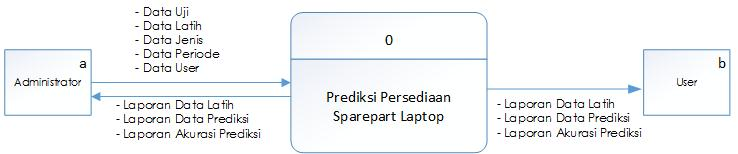 - Data Uji
- Data Latih
- Data Jenis
- Data Periode
- Data User
a
Administrator
- Laporan Data Latih
- Laporan Data Prediksi
- Laporan Akurasi Prediksi
0
Prediksi Persediaan
Sparepart Laptop
- Laporan Data Latih
- Laporan Data Prediksi
- Laporan Akurasi Prediksi
b
User